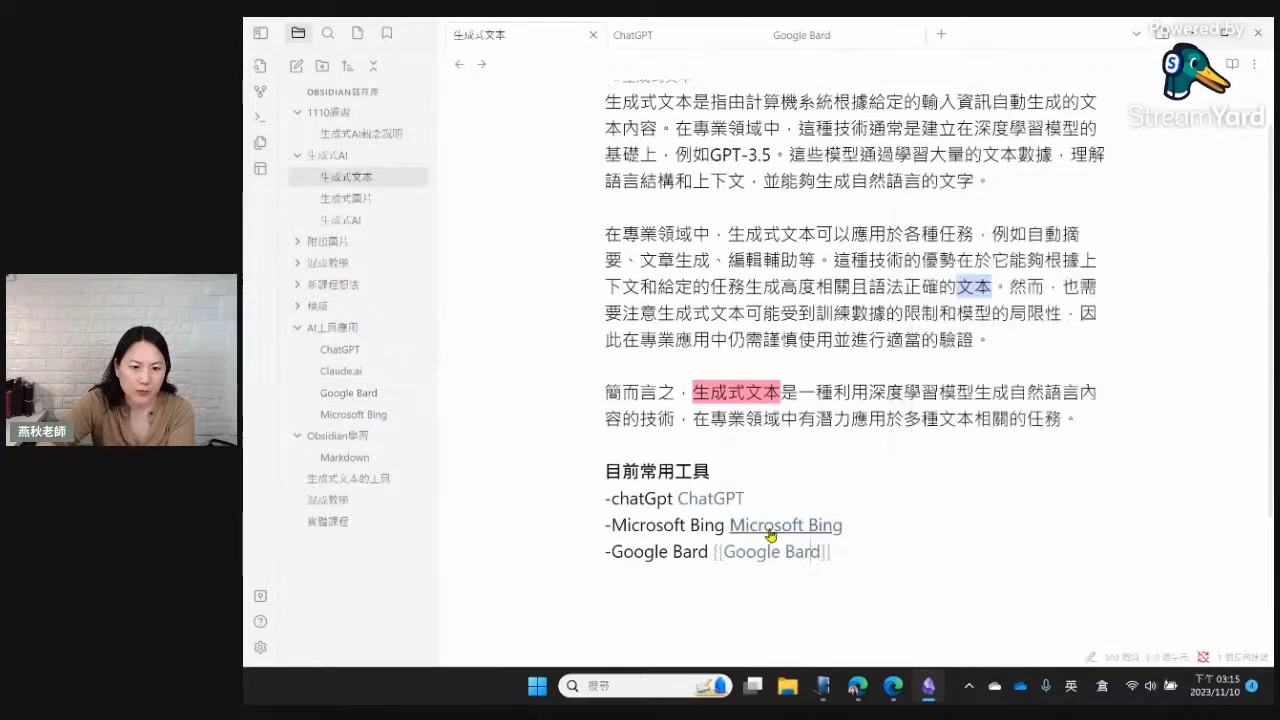 生成式文本
ChatGPT
Google Bard
Powered by
StreamYard
OBSIDIAN儲存庫
1110練習
生成式AI觀念說明
生成式AI
生成式文本
生成式圖片
生成式AI
附加圖片
混成教學
新課程想法
模版
AI工具應用
ChatGPT
Claude.ai
Google Bard
Microsoft Bing
Obsidian學習
Markdown
生成式文本的工具
混成教學
實體課程
生成式文本是指由計算機系統根據給定的輸入資訊自動生成的文
本內容。在專業領域中，這種技術通常是建立在深度學習模型的
基礎上，例如GPT-3.5。這些模型通過學習大量的文本數據，理解
語言結構和上下文，並能夠生成自然語言的文字。
在專業領域中，生成式文本可以應用於各種任務，例如自動摘
要、文章生成、編輯輔助等。這種技術的優勢在於它能夠根據上
下文和給定的任務生成高度相關且語法正確的文本。然而，也需
要注意生成式文本可能受到訓練數據的限制和模型的局限性，因
此在專業應用中仍需謹慎使用並進行適當的驗證。
簡而言之，生成式文本是一種利用深度學習模型生成自然語言內
容的技術，在專業領域中有潛力應用於多種文本相關的任務。
目前常用工具
-chatGpt ChatGPT
-Microsoft Bing Microsoft Bing
-Google Bard [[Google Bard]]
燕秋老師
搜尋
英
下午 03:15
2023/11/10
4